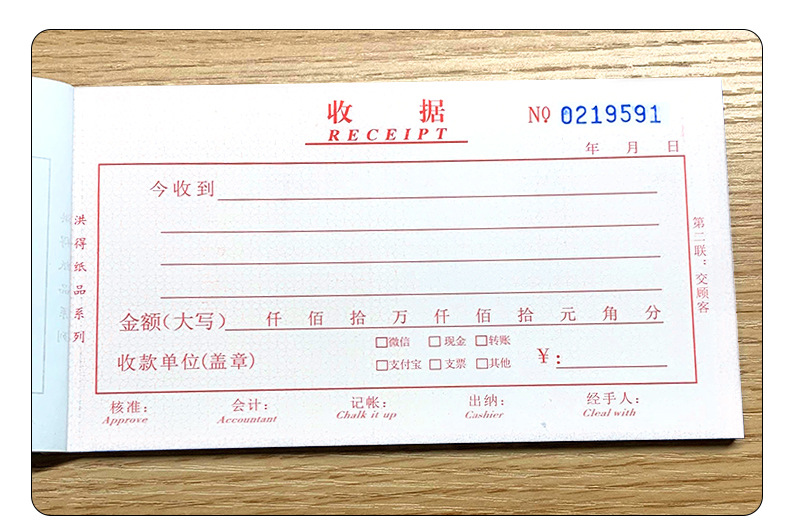 收 据
RECEIPT
№ 0219591
年 月 日
今收到
金额(大写) 仟 佰 拾 万 仟 佰 拾 元 角 分
收款单位(盖章)
□微信 □现金 □转账
□支付宝 □支票 □其他
¥:
核准: 会计: 记帐: 出纳: 经手人:
Approve Accountant Chalk it up Cashier Cleal with
洪得纸品系列
第二联:交顾客